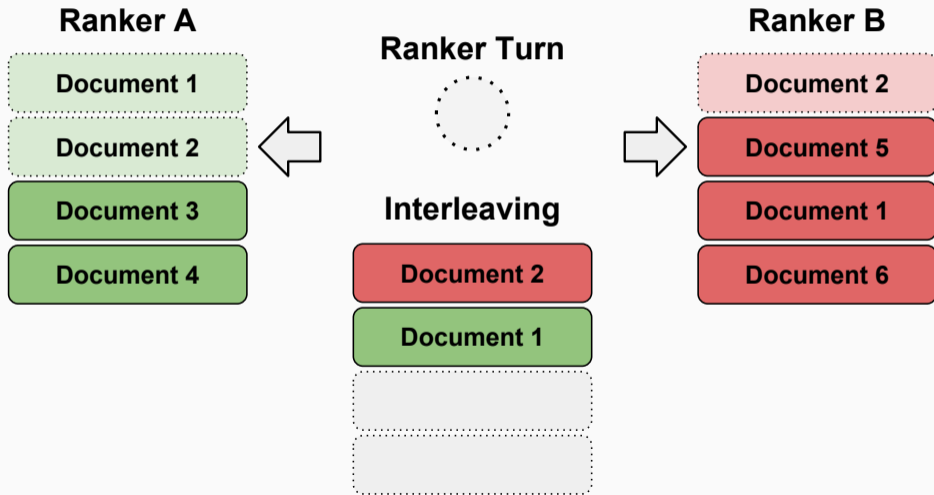 Ranker A
Document 1
Document 2
Document 3
Document 4
Ranker Turn
Interleaving
Document 2
Document 1
Ranker B
Document 2
Document 5
Document 1
Document 6